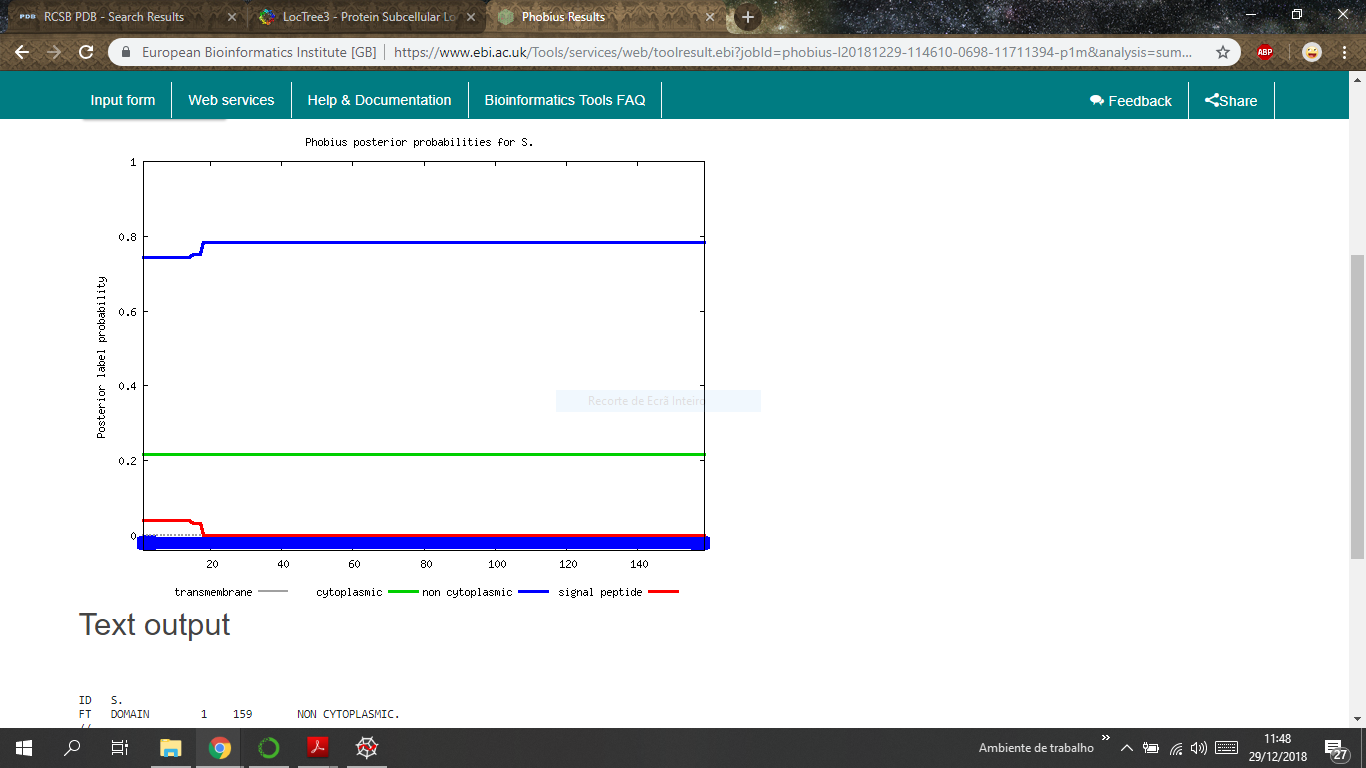 PDB RCSB PDB - Search Results
LocTree3 - Protein Subcellular Lo
Phobius Results
European Bioinformatics Institute [GB] | https://www.ebi.ac.uk/Tools/services/web/toolresult.ebi?jobId=phobius-I20181229-114610-0698-11711394-p1m&analysis=sum...
ABP
Input form
Web services
Help & Documentation
Bioinformatics Tools FAQ
Feedback
Share
Phobius posterior probabilities for S.
Posterior label probability
1
0.8
0.6
0.4
0.2
0
20 40 60 80 100 120 140
transmembrane cytoplasmic non cytoplasmic signal peptide
Recorte de Ecrã Inteiro
Text output
ID S.
FT DOMAIN 1 159 NON CYTOPLASMIC.
//
Ambiente de trabalho
11:48
29/12/2018
27